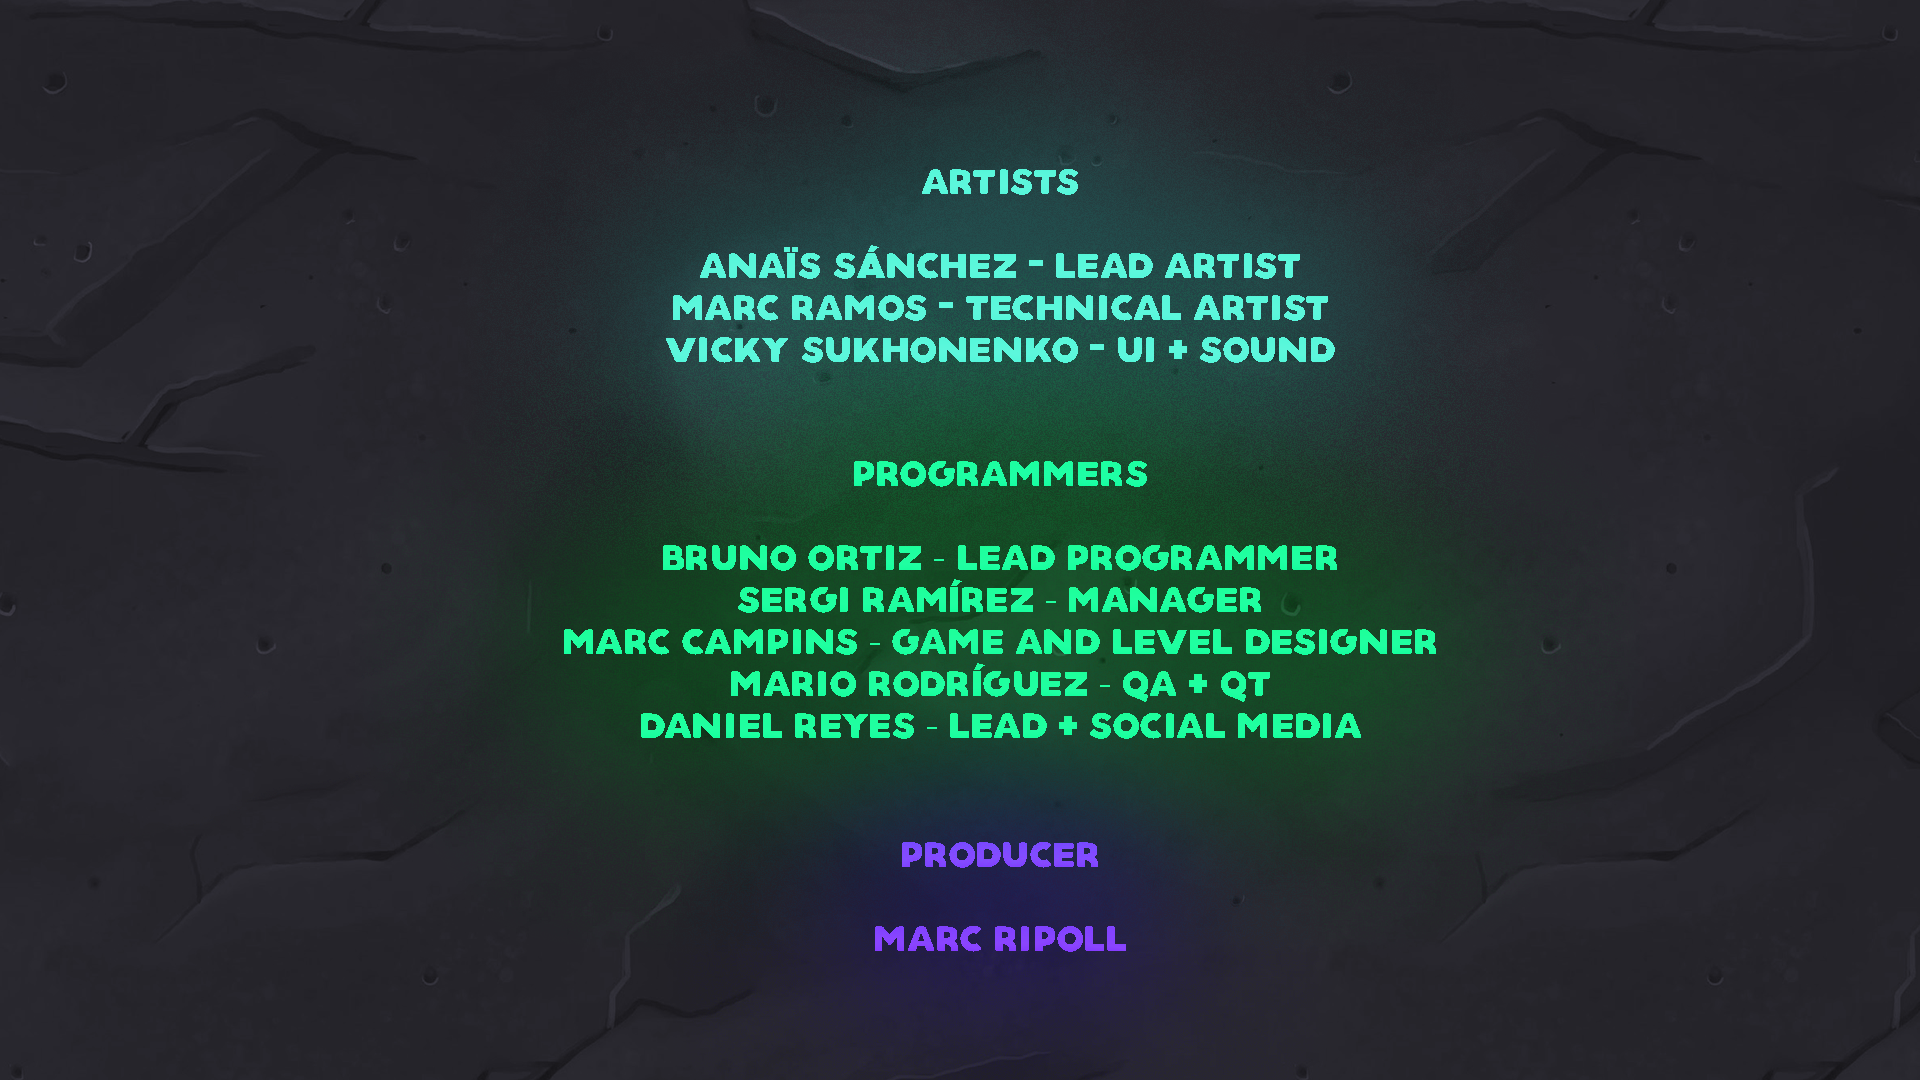 ARTISTS
ANAÏS SÁNCHEZ - LEAD ARTIST
MARC RAMOS - TECHNICAL ARTIST
VICKY SUKHONENKO - UI + SOUND
PROGRAMMERS
BRUNO ORTIZ - LEAD PROGRAMMER
SERGI RAMÍREZ - MANAGER
MARC CAMPINS - GAME AND LEVEL DESIGNER
MARIO RODRÍGUEZ - QA + QT
DANIEL REYES - LEAD + SOCIAL MEDIA
PRODUCER
MARC RIPOLL